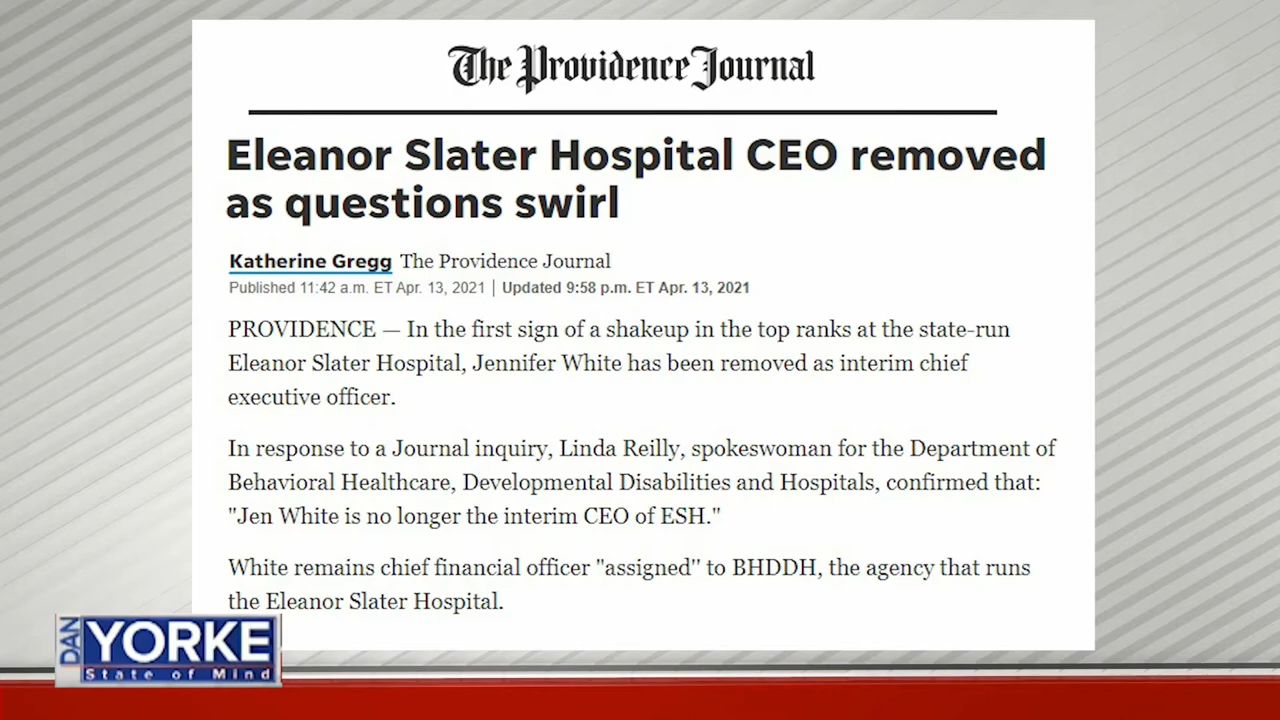 The Providence Journal
Eleanor Slater Hospital CEO removed
as questions swirl
Katherine Gregg The Providence Journal
Published 11:42 a.m. ET Apr. 13, 2021 | Updated 9:58 p.m. ET Apr. 13, 2021
PROVIDENCE — In the first sign of a shakeup in the top ranks at the state-run
Eleanor Slater Hospital, Jennifer White has been removed as interim chief
executive officer.
In response to a Journal inquiry, Linda Reilly, spokeswoman for the Department of
Behavioral Healthcare, Developmental Disabilities and Hospitals, confirmed that:
"Jen White is no longer the interim CEO of ESH."
White remains chief financial officer "assigned" to BHDDH, the agency that runs
the Eleanor Slater Hospital.
DAN
YORKE
State of Mind